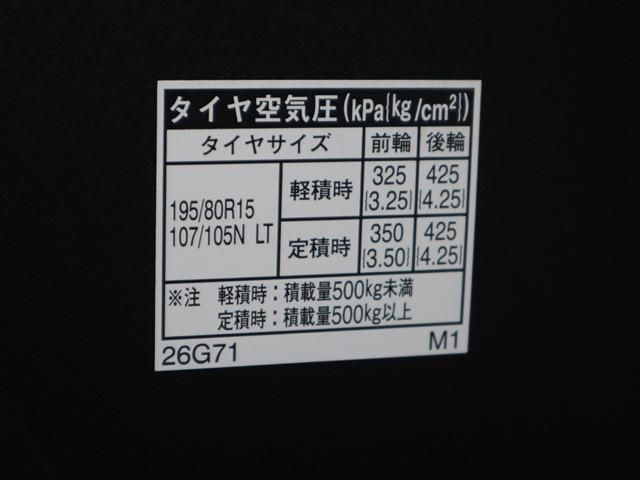 タイヤ空気圧(kPa{kg/cm²})
タイヤサイズ 前輪 後輪
195/80R15 107/105N LT
軽積時 325 {3.25} 425 {4.25}
定積時 350 {3.50} 425 {4.25}
※注 軽積時：積載量500kg未満
定積時：積載量500kg以上
26G71 M1